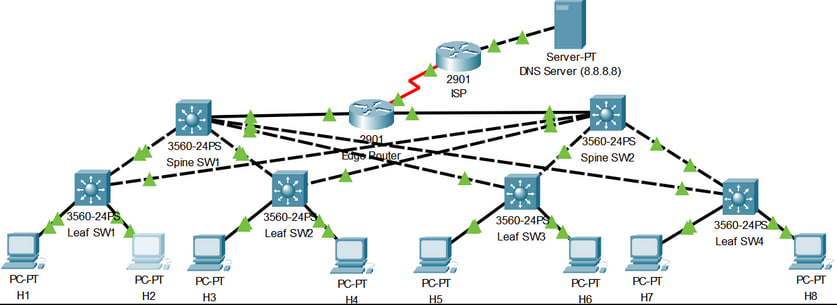 Server-PT
DNS Server (8.8.8.8)
2901
ISP
2901
Edge Router
3560-24PS
Spine SW1
3560-24PS
Spine SW2
3560-24PS
Leaf SW1
3560-24PS
Leaf SW2
3560-24PS
Leaf SW3
3560-24PS
Leaf SW4
PC-PT
H1
PC-PT
H2
PC-PT
H3
PC-PT
H4
PC-PT
H5
PC-PT
H6
PC-PT
H7
PC-PT
H8